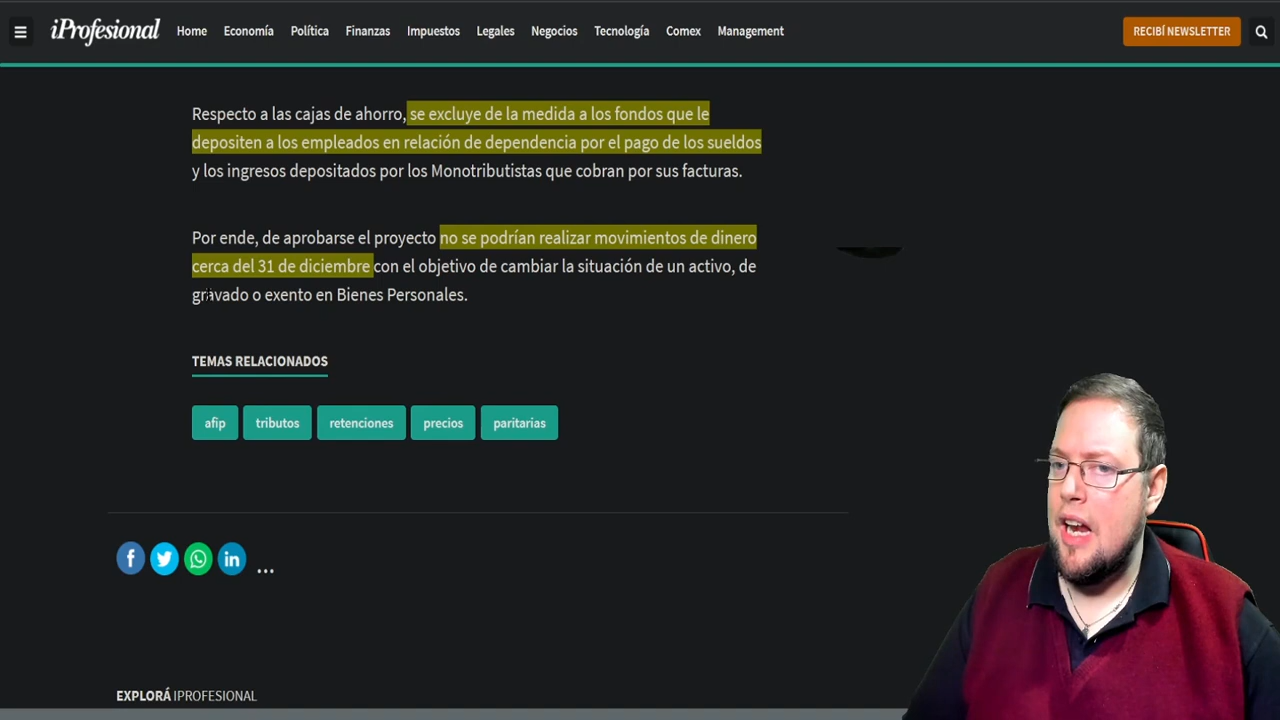 iProfesional Home Economía Política Finanzas Impuestos Legales Negocios Tecnología Comex Management RECIBÍ NEWSLETTER
Respecto a las cajas de ahorro, se excluye de la medida a los fondos que le
depositen a los empleados en relación de dependencia por el pago de los sueldos
y los ingresos depositados por los Monotributistas que cobran por sus facturas.
Por ende, de aprobarse el proyecto no se podrían realizar movimientos de dinero
cerca del 31 de diciembre con el objetivo de cambiar la situación de un activo, de
gravado o exento en Bienes Personales.
TEMAS RELACIONADOS
afip tributos retenciones precios paritarias
f in ...
EXPLORÁ IPROFESIONAL